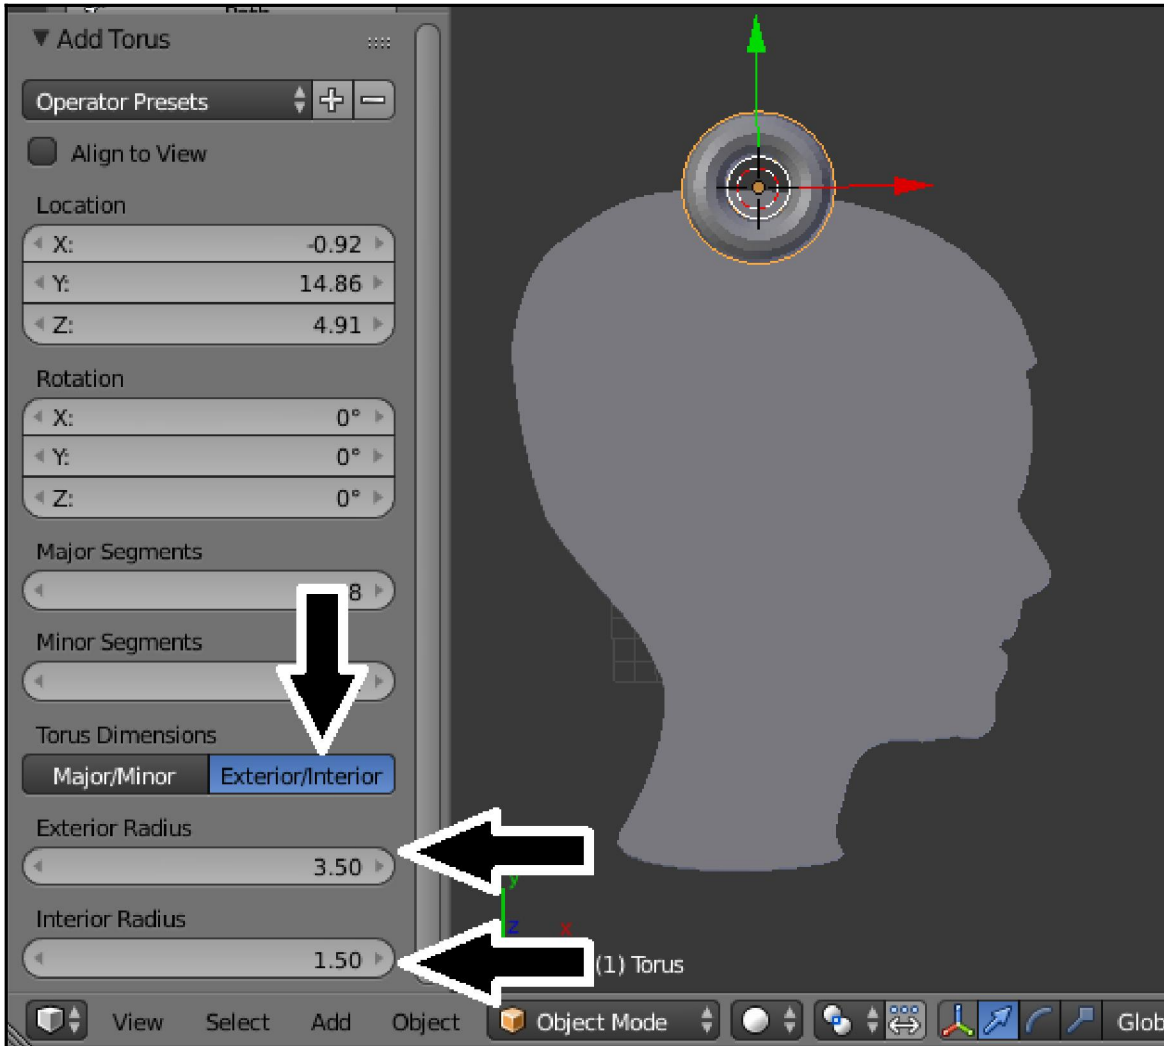 Add Torus
Operator Presets
Align to View
Location
X: -0.92
Y: 14.86
Z: 4.91
Rotation
X: 0°
Y: 0°
Z: 0°
Major Segments
8
Minor Segments
Torus Dimensions
Major/Minor Exterior/Interior
Exterior Radius
3.50
Interior Radius
1.50
y
z x
(1) Torus
View Select Add Object Object Mode Glob